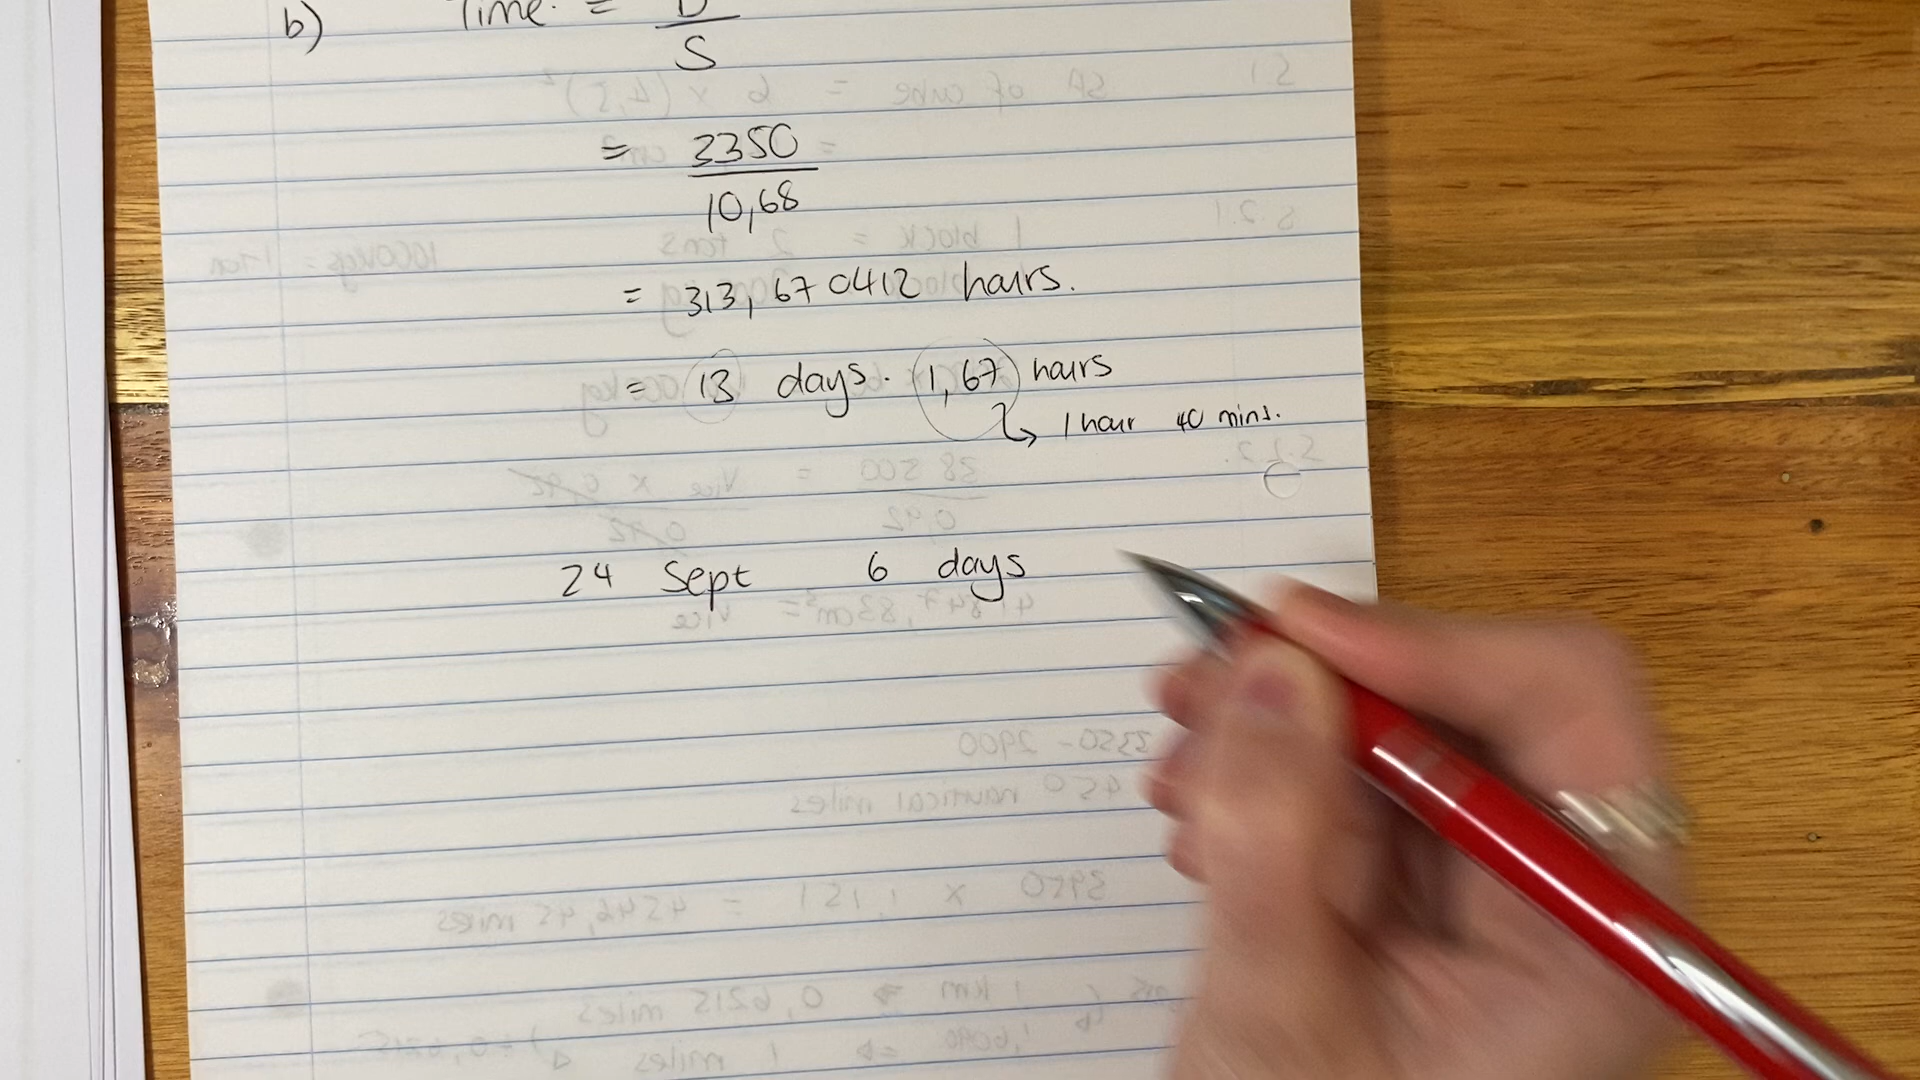 b) Time. = D
S
= 3350
10,68
= 313,670412 hours.
= 13 days. 1,67 hours
1 hour 40 mins.
24 Sept 6 days